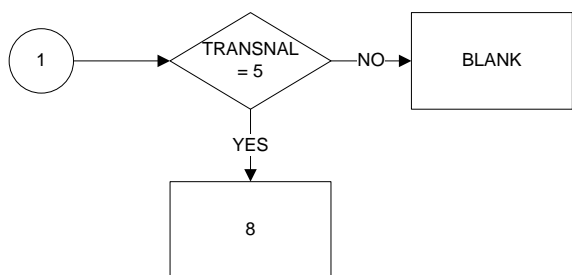 1
TRANSNAL
= 5
NO
BLANK
YES
8